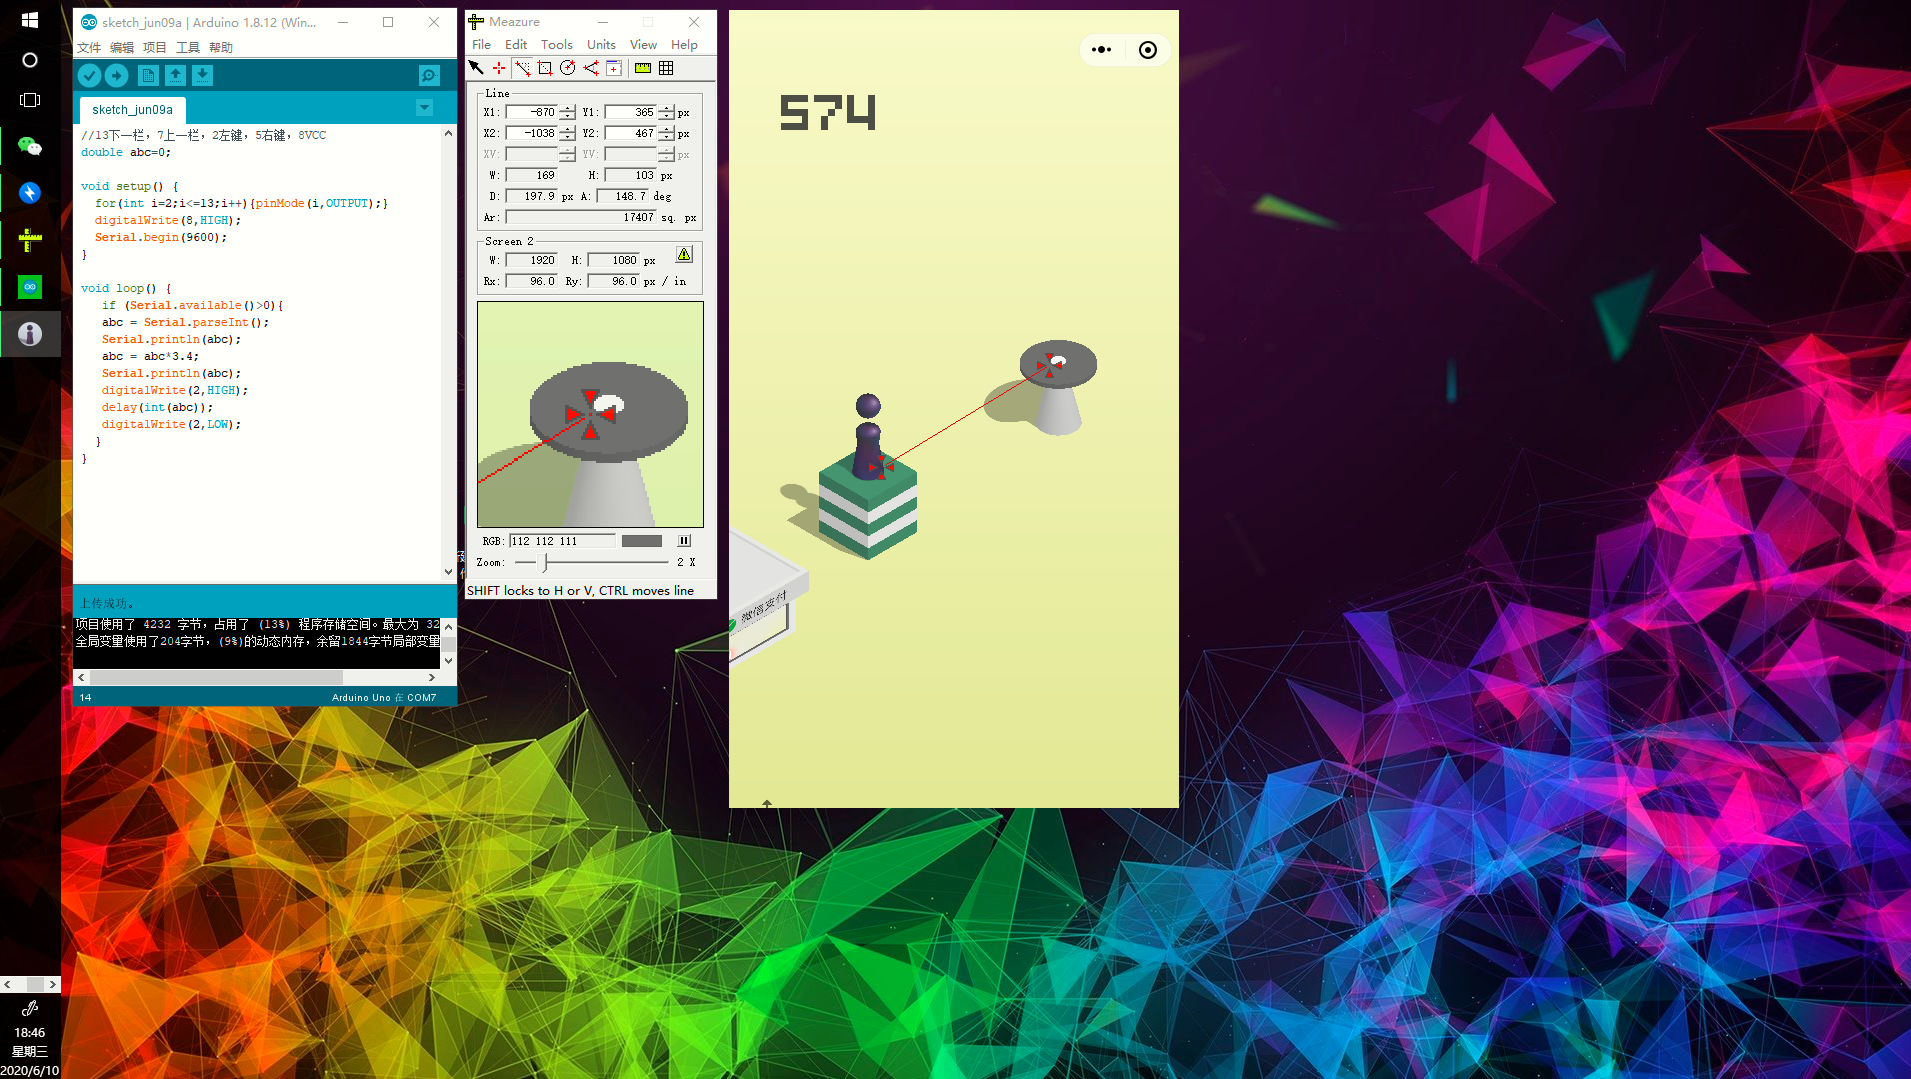 sketch_jun09a | Arduino 1.8.12 (Win...
文件 编辑 项目 工具 帮助
sketch_jun09a
//13下一栏，7上一栏，2左键，5右键，8VCC
double abc=0;
void setup() {
for(int i=2;i<=13;i++){pinMode(i,OUTPUT);}
digitalWrite(8,HIGH);
Serial.begin(9600);
}
void loop() {
if (Serial.available()>0){
abc = Serial.parseInt();
Serial.println(abc);
abc = abc*3.4;
Serial.println(abc);
digitalWrite(2,HIGH);
delay(int(abc));
digitalWrite(2,LOW);
}
}
上传成功。
项目使用了 4232 字节，占用了 (13%) 程序存储空间。最大为 32
全局变量使用了204字节，(9%)的动态内存，余留1844字节局部变量
14
Arduino Uno 在 COM7
Meazure
File Edit Tools Units View Help
Line
X1: -870 Y1: 365 px
X2: -1038 Y2: 467 px
XV: YV: px
W: 169 H: 103 px
D: 197.9 px A: 148.7 deg
Ar: 17407 sq. px
Screen 2
W: 1920 H: 1080 px
Rx: 96.0 Ry: 96.0 px / in
RGB: 112 112 111
Zoom: 2 X
SHIFT locks to H or V, CTRL moves line
574
微信支付
18:46
星期三
2020/6/10